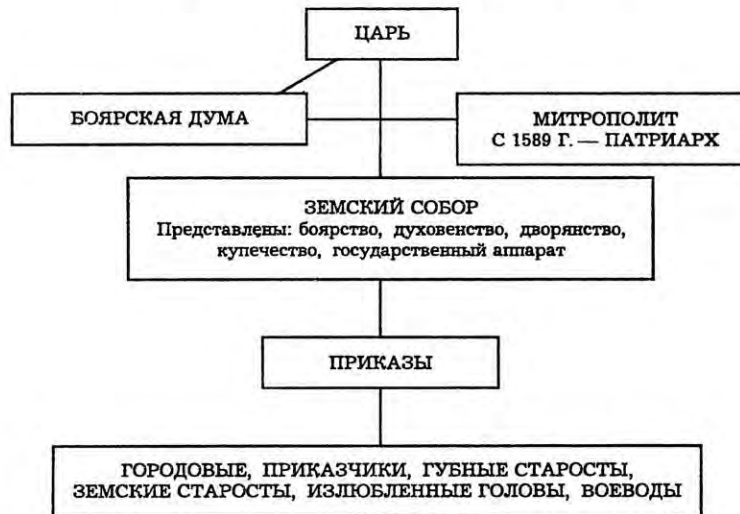 ЦАРЬ
БОЯРСКАЯ ДУМА
МИТРОПОЛИТ
С 1589 Г. — ПАТРИАРХ
ЗЕМСКИЙ СОБОР
Представлены: боярство, духовенство, дворянство,
купечество, государственный аппарат
ПРИКАЗЫ
ГОРОДОВЫЕ, ПРИКАЗЧИКИ, ГУБНЫЕ СТАРОСТЫ,
ЗЕМСКИЕ СТАРОСТЫ, ИЗЛЮБЛЕННЫЕ ГОЛОВЫ, ВОЕВОДЫ